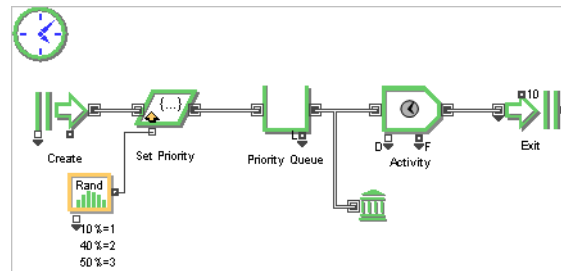 {...}
10
L
D
F
Create
Set Priority
Priority Queue
Activity
Exit
Rand
10%=1
40%=2
50%=3